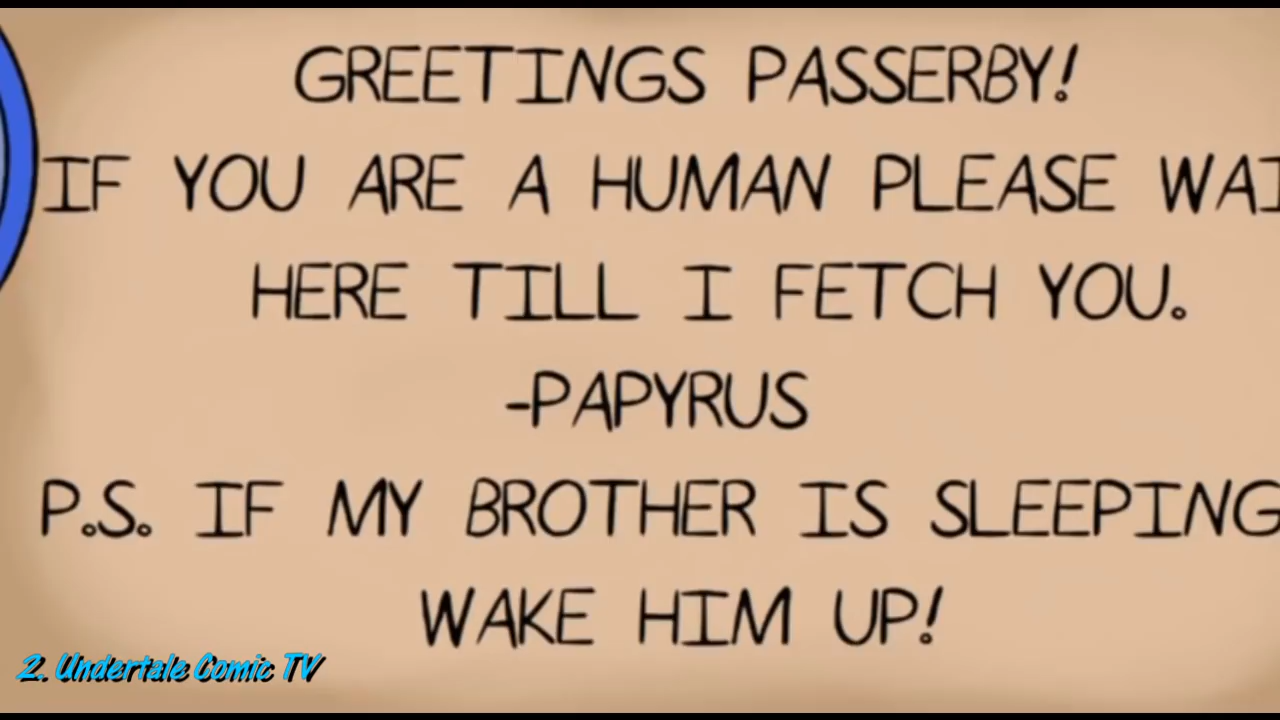 GREETINGS PASSERBY!
IF YOU ARE A HUMAN PLEASE WAI
HERE TILL I FETCH YOU.
-PAPYRUS
P.S. IF MY BROTHER IS SLEEPING
WAKE HIM UP!
2. Undertale Comic TV